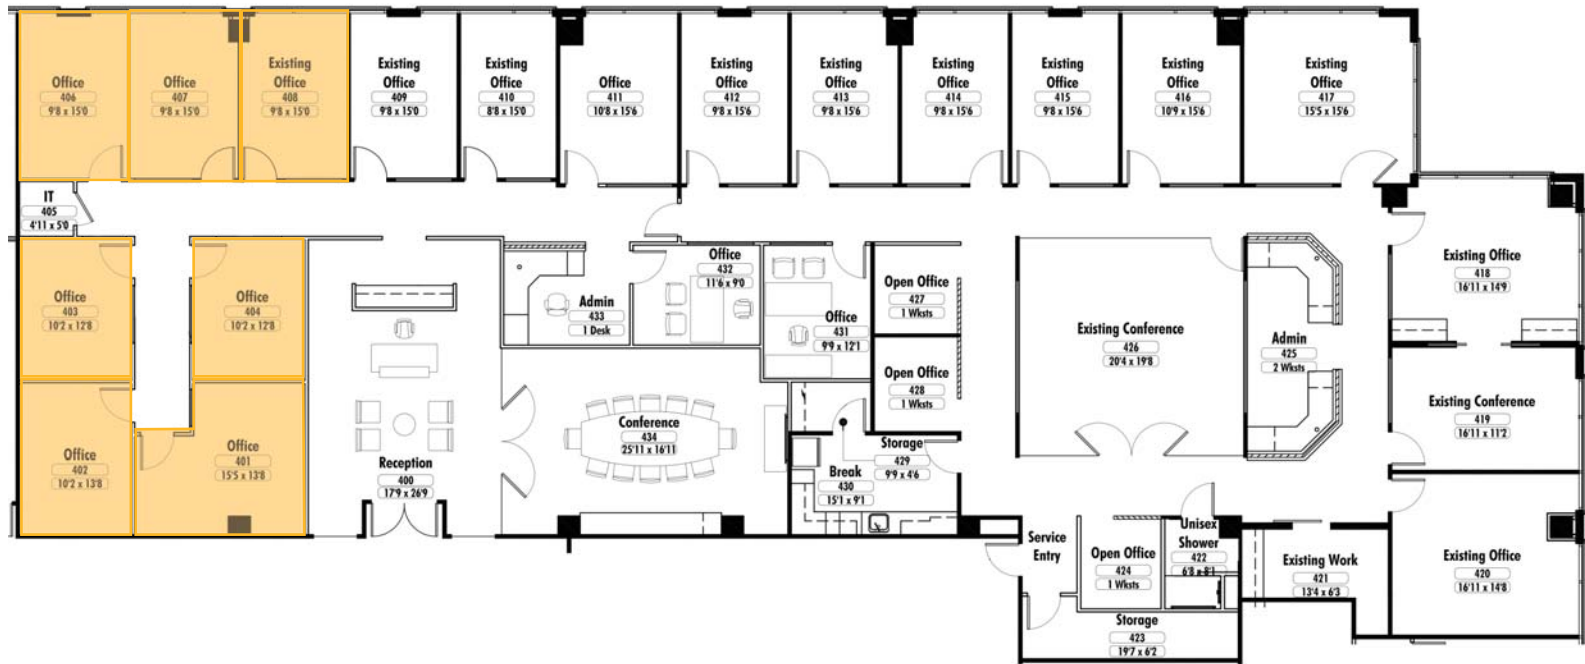 Office
406
9'8 x 15'0
Office
407
9'8 x 15'0
Existing
Office
408
9'8 x 15'0
Existing
Office
409
9'8 x 15'0
Existing
Office
410
8'8 x 15'0
Office
411
10'8 x 15'6
Existing
Office
412
9'8 x 15'6
Existing
Office
413
9'8 x 15'6
Existing
Office
414
9'8 x 15'6
Existing
Office
415
9'8 x 15'6
Existing
Office
416
10'9 x 15'6
Existing
Office
417
15'5 x 15'6
IT
405
4'11 x 5'0
Office
403
10'2 x 12'8
Office
404
10'2 x 12'8
Office
402
10'2 x 13'8
Office
401
15'5 x 13'8
Reception
400
17'9 x 26'9
Admin
433
1 Desk
Office
432
11'6 x 9'0
Office
431
9'9 x 12'1
Conference
434
25'11 x 16'11
Open Office
427
1 Wksts
Open Office
428
1 Wksts
Storage
429
9'9 x 4'6
Break
430
15'1 x 9'1
Existing Conference
426
20'4 x 19'8
Admin
425
2 Wksts
Existing Office
418
16'11 x 14'9
Existing Conference
419
16'11 x 11'2
Existing Office
420
16'11 x 14'8
Service
Entry
Open Office
424
1 Wksts
Unisex
Shower
422
6'8 x 8'1
Existing Work
421
13'4 x 6'3
Storage
423
19'7 x 6'2